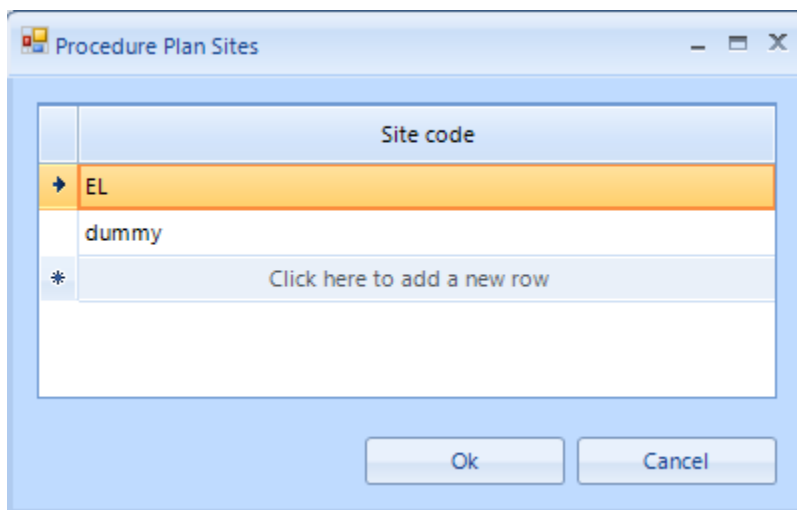 Procedure Plan Sites
Site code
EL
dummy
Click here to add a new row
Ok
Cancel